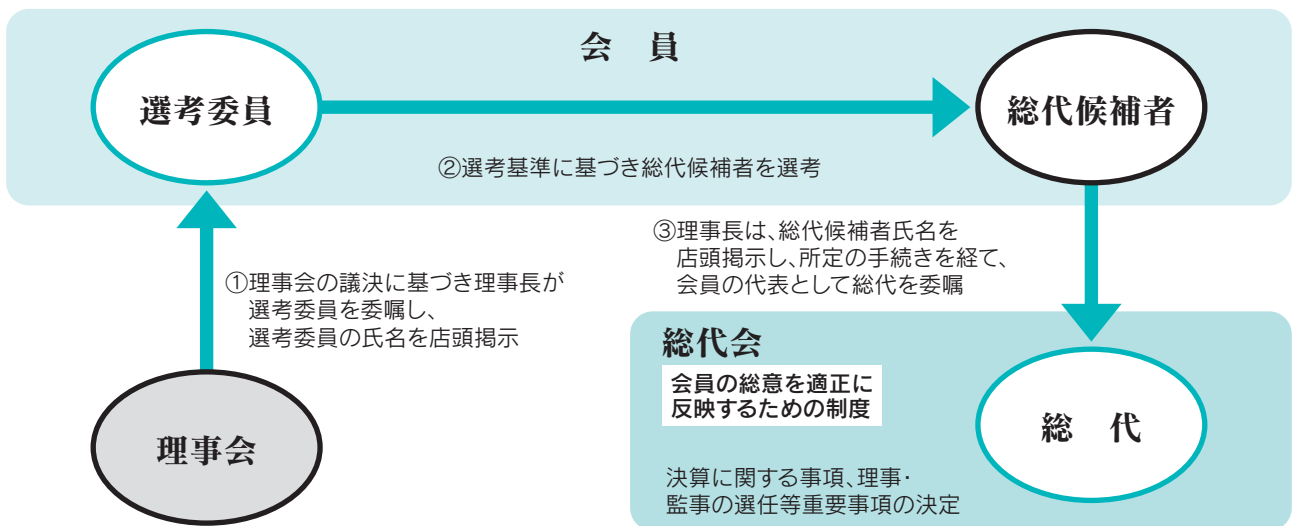 会　員
選考委員
総代候補者
②選考基準に基づき総代候補者を選考
①理事会の議決に基づき理事長が
選考委員を委嘱し、
選考委員の氏名を店頭掲示
③理事長は、総代候補者氏名を
店頭掲示し、所定の手続きを経て、
会員の代表として総代を委嘱
理事会
総代会
会員の総意を適正に
反映するための制度
総　代
決算に関する事項、理事・
監事の選任等重要事項の決定